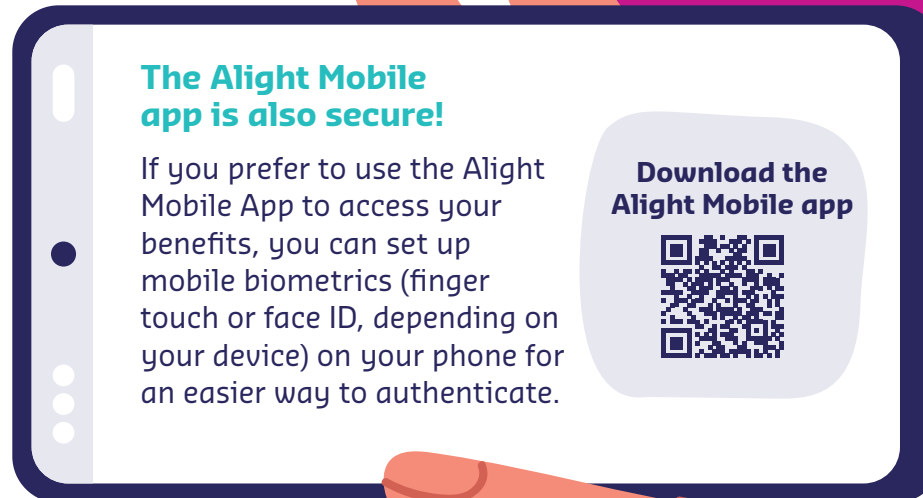 The Alight Mobile
app is also secure!
If you prefer to use the Alight
Mobile App to access your
benefits, you can set up
mobile biometrics (finger
touch or face ID, depending on
your device) on your phone for
an easier way to authenticate.
Download the
Alight Mobile app